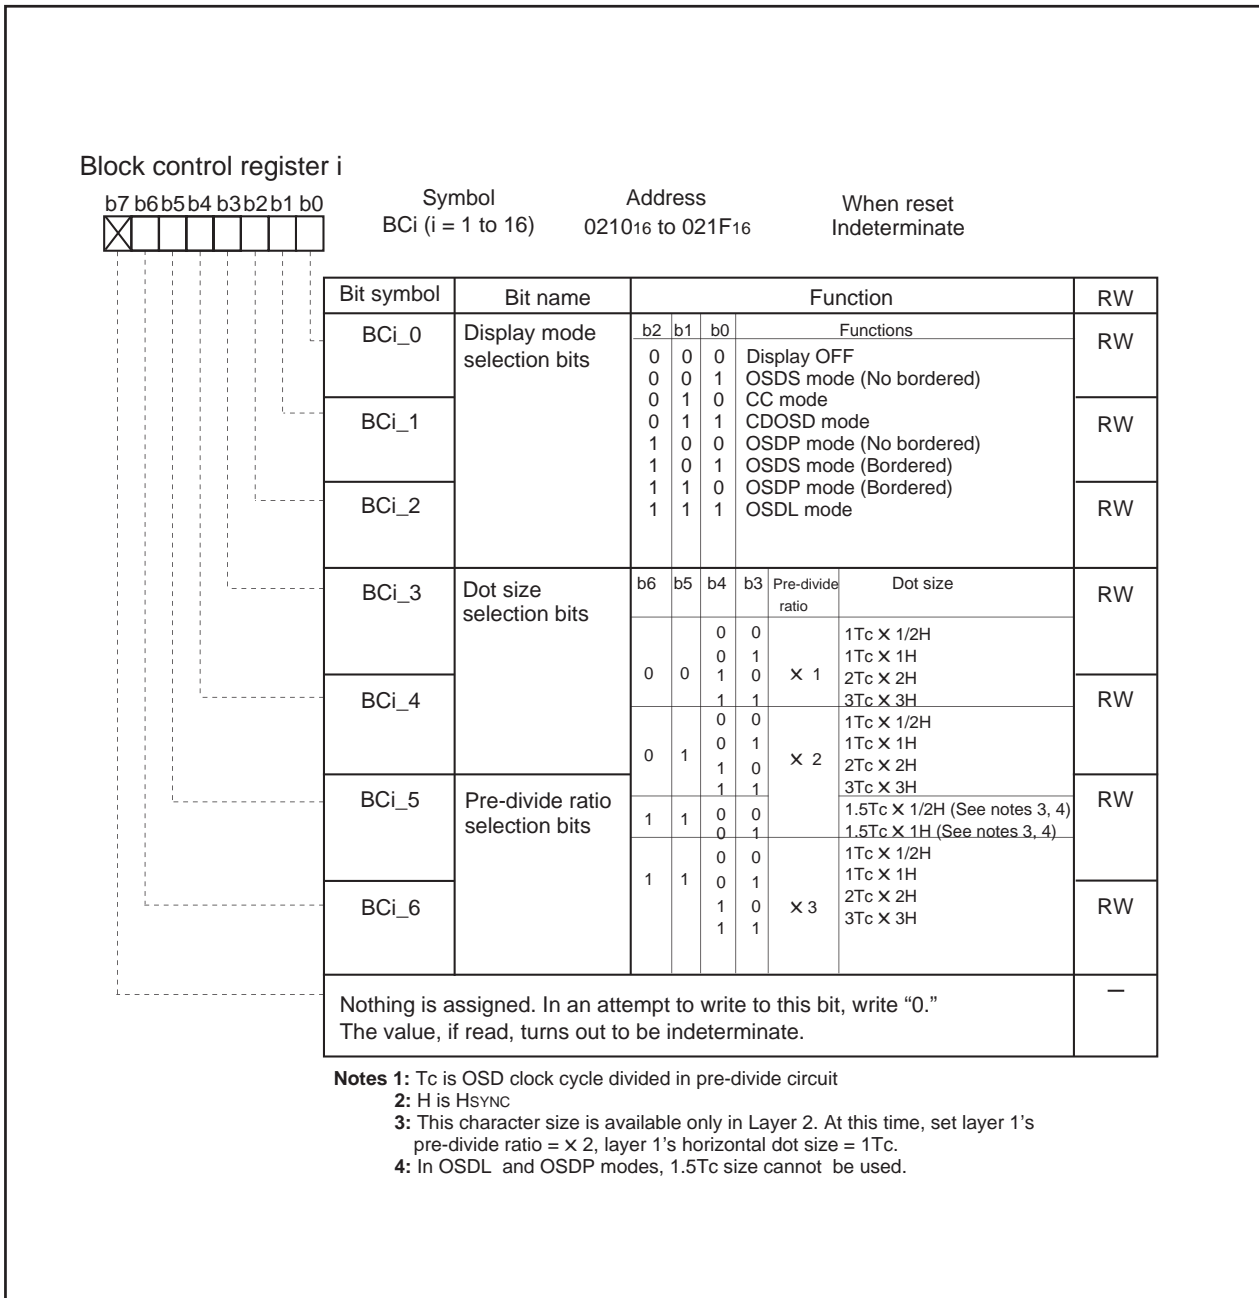 Block control register i
b7 b6 b5 b4 b3 b2 b1 b0
Symbol Address When reset
BCi (i = 1 to 16) 021016 to 021F16 Indeterminate
Bit symbol Bit name Function RW
BCi_0 Display mode selection bits RW
b2 b1 b0 Functions
0 0 0 Display OFF
0 0 1 OSDS mode (No bordered)
0 1 0 CC mode
BCi_1 RW
0 1 1 CDOSD mode
1 0 0 OSDP mode (No bordered)
1 0 1 OSDS mode (Bordered)
1 1 0 OSDP mode (Bordered)
BCi_2 RW
1 1 1 OSDL mode
BCi_3 Dot size selection bits RW
b6 b5 b4 b3 Pre-divide ratio Dot size
0 0 1Tc × 1/2H
0 1 1Tc × 1H
0 0 1 0 × 1 2Tc × 2H
BCi_4 RW
1 1 3Tc × 3H
0 0 1Tc × 1/2H
0 1 1Tc × 1H
0 1 × 2
1 0 2Tc × 2H
1 1 3Tc × 3H
BCi_5 Pre-divide ratio selection bits RW
1 1 0 0 1.5Tc × 1/2H (See notes 3, 4)
0 1 1.5Tc × 1H (See notes 3, 4)
0 0 1Tc × 1/2H
1 1 0 1 1Tc × 1H
BCi_6 RW
1 0 × 3 2Tc × 2H
1 1 3Tc × 3H
Nothing is assigned. In an attempt to write to this bit, write “0.” –
The value, if read, turns out to be indeterminate.
Notes 1: Tc is OSD clock cycle divided in pre-divide circuit
2: H is HSYNC
3: This character size is available only in Layer 2. At this time, set layer 1’s
pre-divide ratio = × 2, layer 1’s horizontal dot size = 1Tc.
4: In OSDL and OSDP modes, 1.5Tc size cannot be used.